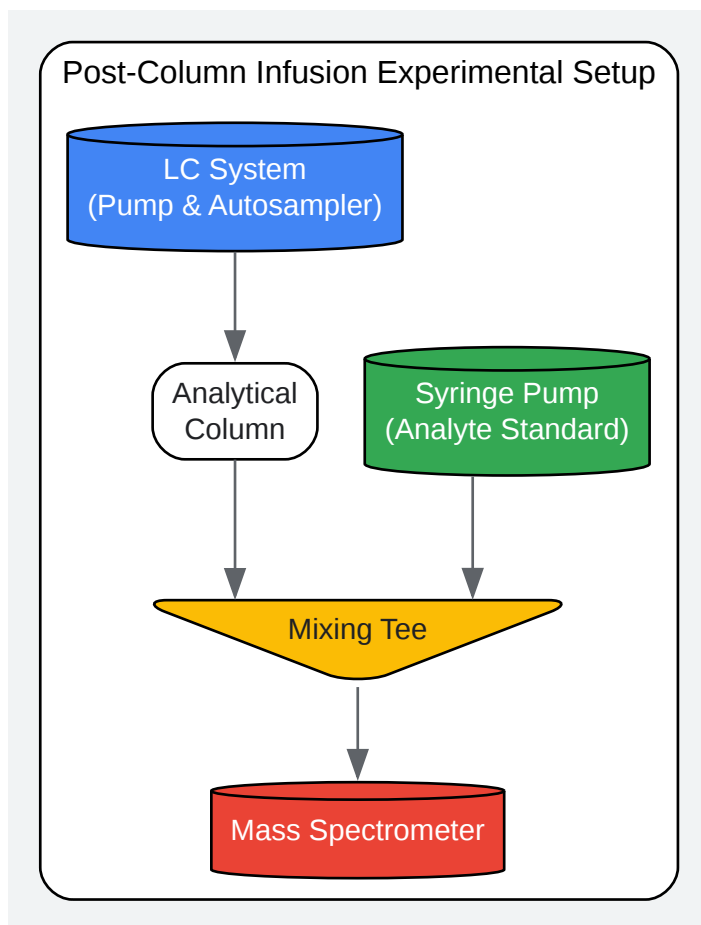 Post-Column Infusion Experimental Setup
LC System
(Pump & Autosampler)
Analytical
Column
Syringe Pump
(Analyte Standard)
Mixing Tee
Mass Spectrometer